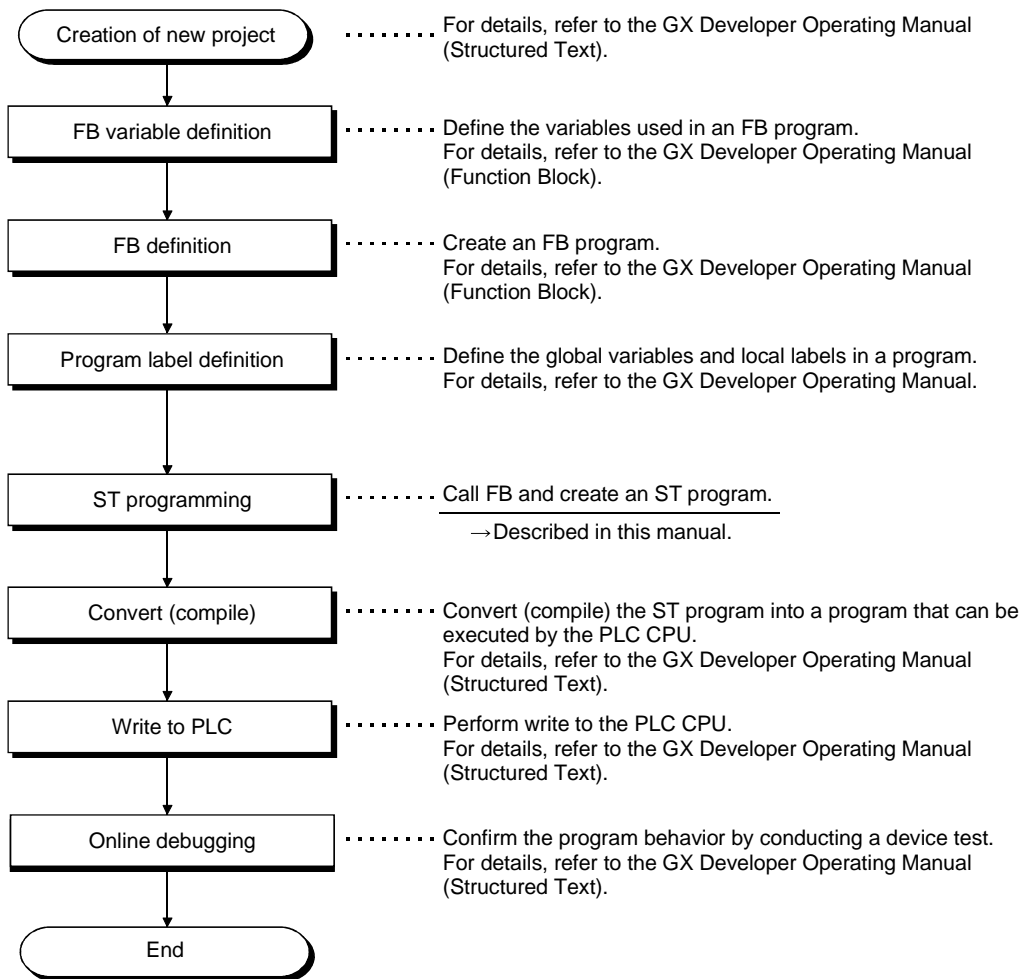 Creation of new project
For details, refer to the GX Developer Operating Manual
(Structured Text).
FB variable definition
Define the variables used in an FB program.
For details, refer to the GX Developer Operating Manual
(Function Block).
FB definition
Create an FB program.
For details, refer to the GX Developer Operating Manual
(Function Block).
Program label definition
Define the global variables and local labels in a program.
For details, refer to the GX Developer Operating Manual.
ST programming
Call FB and create an ST program.
→Described in this manual.
Convert (compile)
Convert (compile) the ST program into a program that can be
executed by the PLC CPU.
For details, refer to the GX Developer Operating Manual
(Structured Text).
Write to PLC
Perform write to the PLC CPU.
For details, refer to the GX Developer Operating Manual
(Structured Text).
Online debugging
Confirm the program behavior by conducting a device test.
For details, refer to the GX Developer Operating Manual
(Structured Text).
End